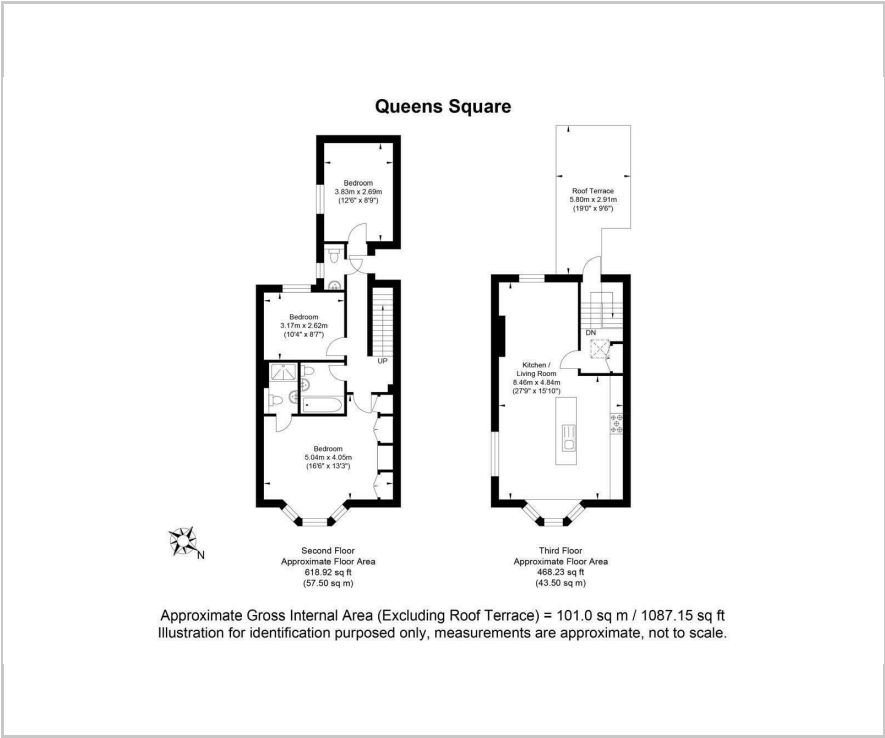 Queens Square
Bedroom
3.83m x 2.69m
(12'6" x 8'9")
Bedroom
3.17m x 2.62m
(10'4" x 8'7")
UP
Bedroom
5.04m x 4.05m
(16'6" x 13'3")
Roof Terrace
5.80m x 2.91m
(19'0" x 9'6")
DN
Kitchen /
Living Room
8.46m x 4.84m
(27'9" x 15'10")
N
Second Floor
Approximate Floor Area
618.92 sq ft
(57.50 sq m)
Third Floor
Approximate Floor Area
468.23 sq ft
(43.50 sq m)
Approximate Gross Internal Area (Excluding Roof Terrace) = 101.0 sq m / 1087.15 sq ft
Illustration for identification purposed only, measurements are approximate, not to scale.